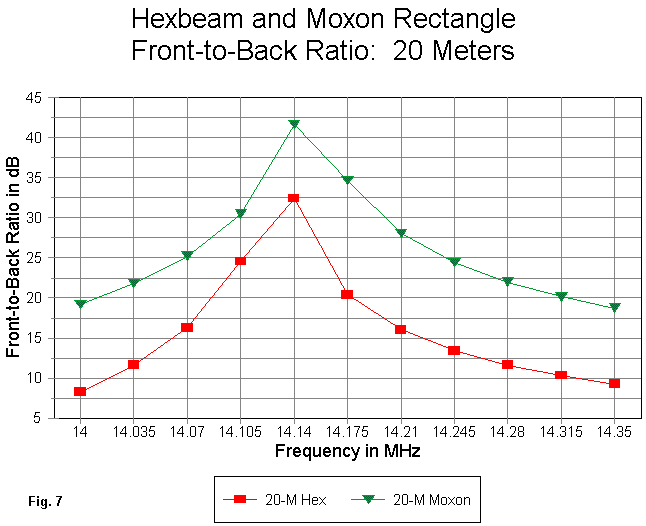 Hexbeam and Moxon Rectangle
Front-to-Back Ratio:  20 Meters
Front-to-Back Ratio in dB
45
40
35
30
25
20
15
10
5
14 14.035 14.07 14.105 14.14 14.175 14.21 14.245 14.28 14.315 14.35
Frequency in MHz
Fig. 7
20-M Hex 20-M Moxon